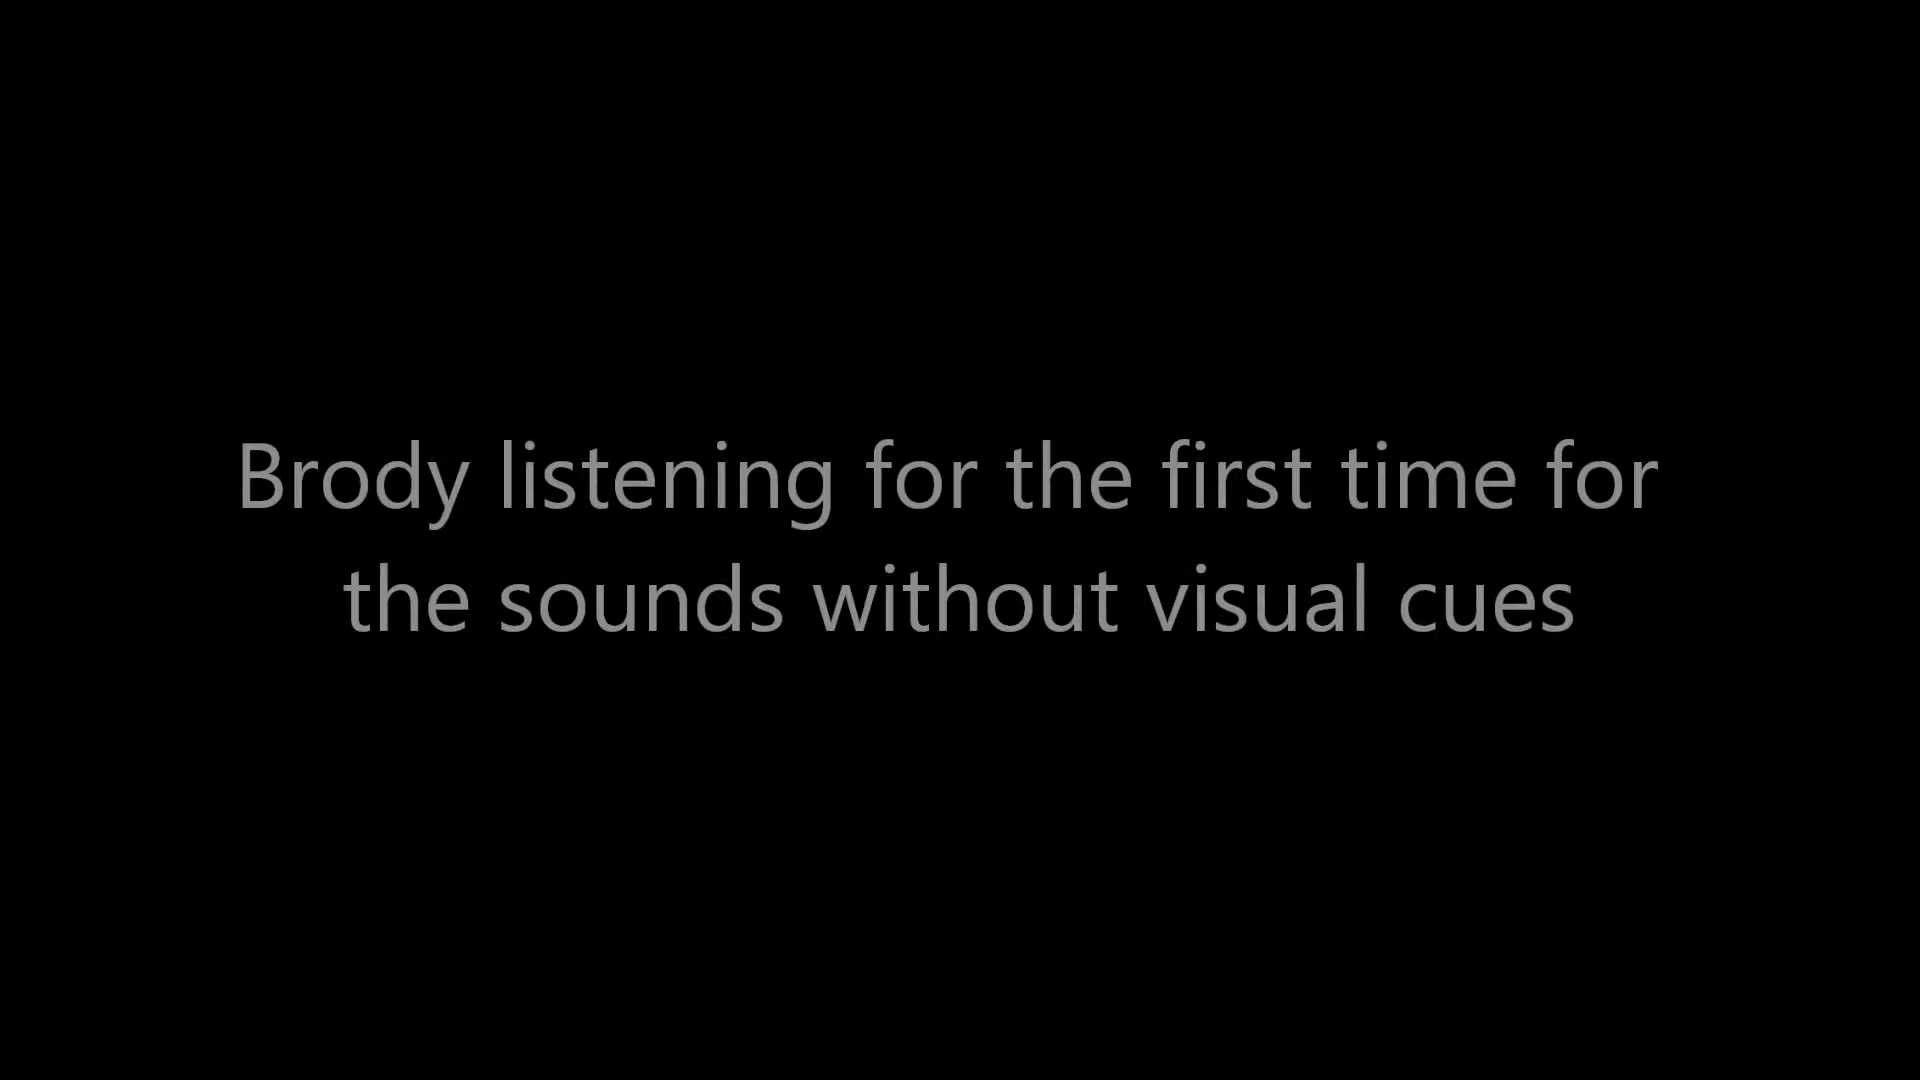 Brody listening for the first time for
the sounds without visual cues